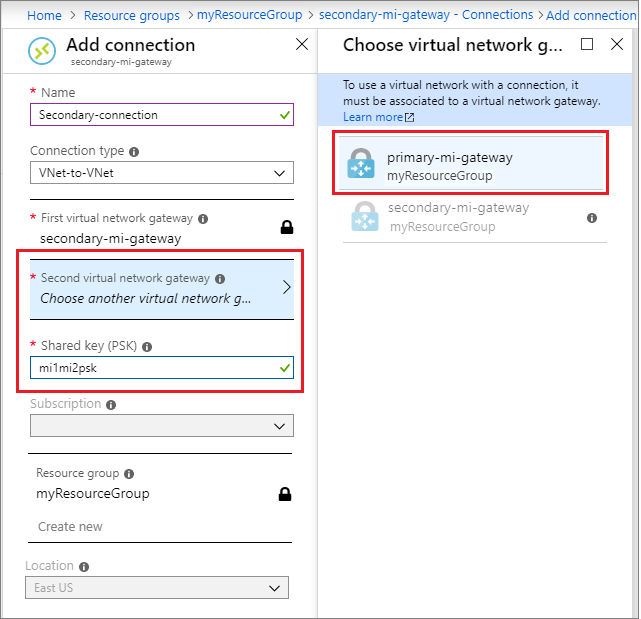 Home > Resource groups > myResourceGroup > secondary-mi-gateway - Connections > Add connection
Add connection
secondary-mi-gateway
* Name
Secondary-connection
Connection type
VNet-to-VNet
* First virtual network gateway
secondary-mi-gateway
* Second virtual network gateway
Choose another virtual network g...
* Shared key (PSK)
mi1mi2psk
Subscription
Resource group
myResourceGroup
Create new
Location
East US
Choose virtual network g...
To use a virtual network with a connection, it
must be associated to a virtual network gateway.
Learn more
primary-mi-gateway
myResourceGroup
secondary-mi-gateway
myResourceGroup